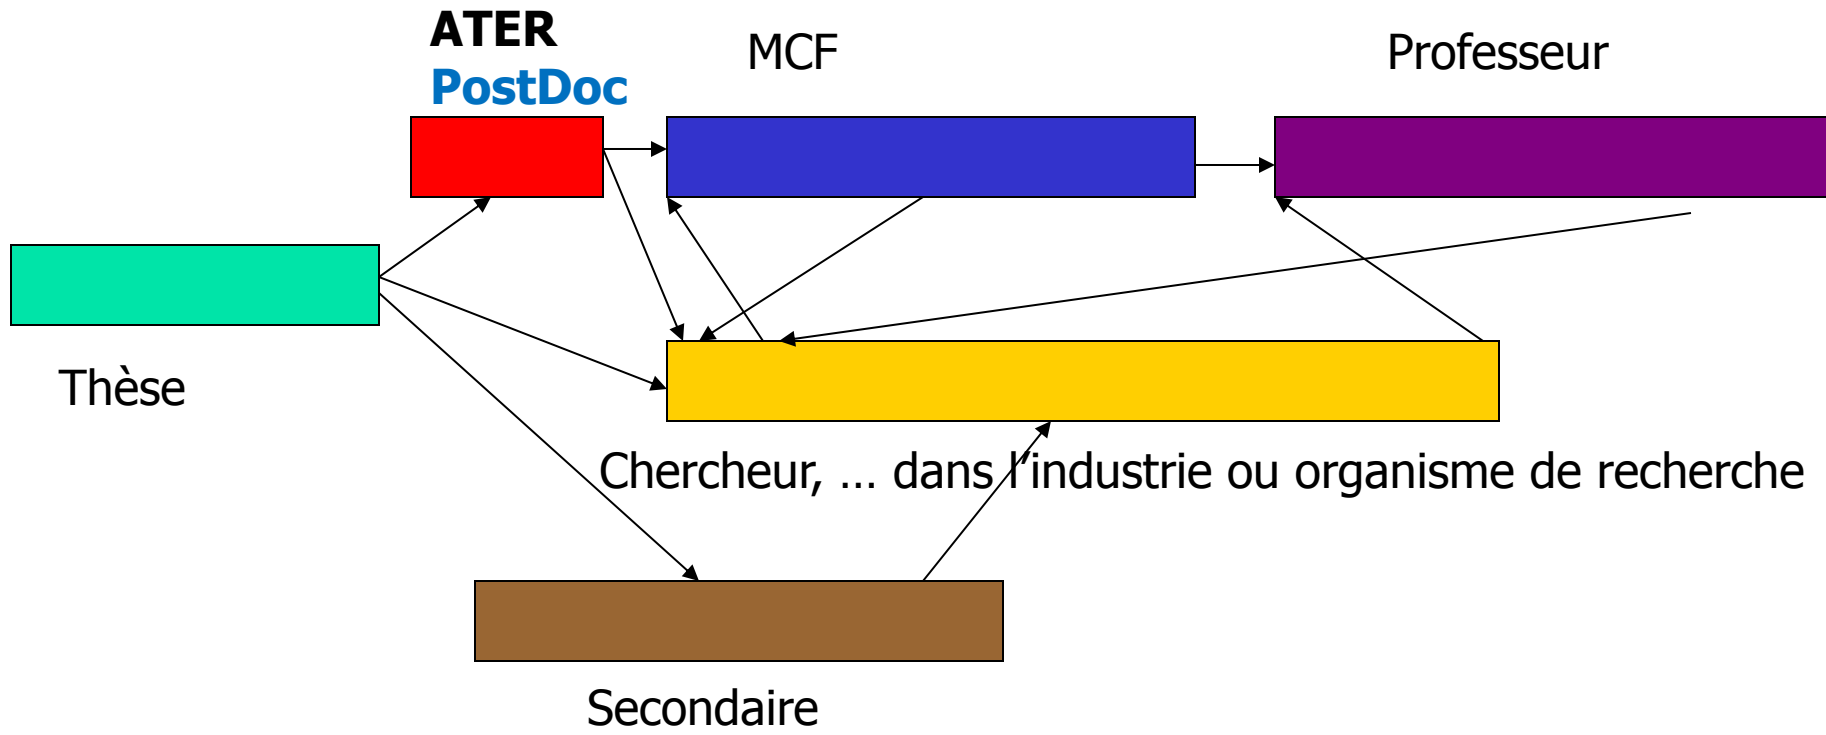 ATER
PostDoc
MCF
Professeur
Thèse
Chercheur, … dans l’industrie ou organisme de recherche
Secondaire